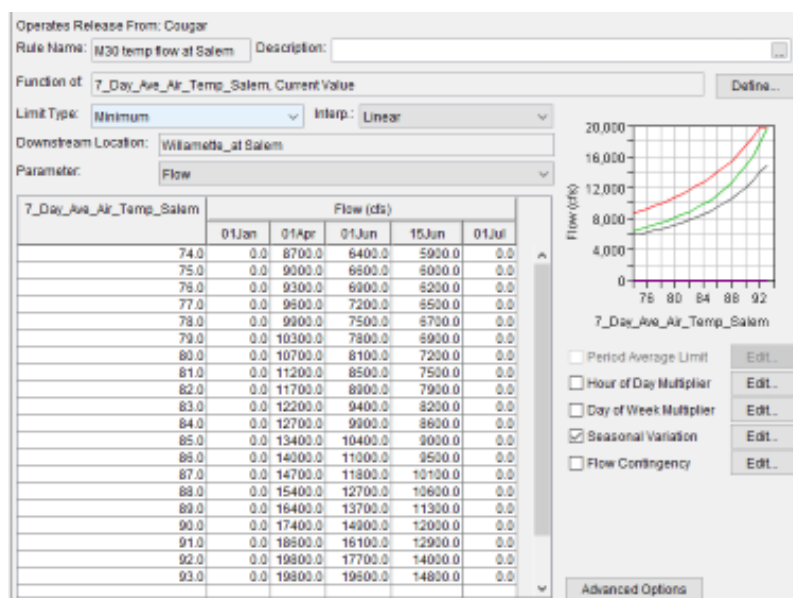 Operates Release From: Cougar
Rule Name: M30 temp flow at Salem Description: ...
Function of: 7_Day_Ave_Air_Temp_Salem, Current Value Define...
Limit Type: Minimum Interp.: Linear
Downstream Location: Willamette_at Salem
Parameter: Flow
7_Day_Ave_Air_Temp_Salem Flow (cfs)
01Jan 01Apr 01Jun 15Jun 01Jul
74.0 0.0 8700.0 6400.0 5900.0 0.0
75.0 0.0 9000.0 6600.0 6000.0 0.0
76.0 0.0 9300.0 6900.0 6200.0 0.0
77.0 0.0 9600.0 7200.0 6500.0 0.0
78.0 0.0 9900.0 7500.0 6700.0 0.0
79.0 0.0 10300.0 7800.0 6900.0 0.0
80.0 0.0 10700.0 8100.0 7200.0 0.0
81.0 0.0 11200.0 8500.0 7500.0 0.0
82.0 0.0 11700.0 8900.0 7900.0 0.0
83.0 0.0 12200.0 9400.0 8200.0 0.0
84.0 0.0 12700.0 9900.0 8600.0 0.0
85.0 0.0 13400.0 10400.0 9000.0 0.0
86.0 0.0 14000.0 11000.0 9500.0 0.0
87.0 0.0 14700.0 11800.0 10100.0 0.0
88.0 0.0 15400.0 12700.0 10600.0 0.0
89.0 0.0 16400.0 13700.0 11300.0 0.0
90.0 0.0 17400.0 14900.0 12000.0 0.0
91.0 0.0 18600.0 16100.0 12900.0 0.0
92.0 0.0 19800.0 17700.0 14000.0 0.0
93.0 0.0 19800.0 19600.0 14800.0 0.0
20,000
16,000
12,000
8,000
4,000
0
Flow (cfs)
76 80 84 88 92
7_Day_Ave_Air_Temp_Salem
Period Average Limit Edit...
Hour of Day Multiplier Edit...
Day of Week Multiplier Edit...
Seasonal Variation Edit...
Flow Contingency Edit...
Advanced Options